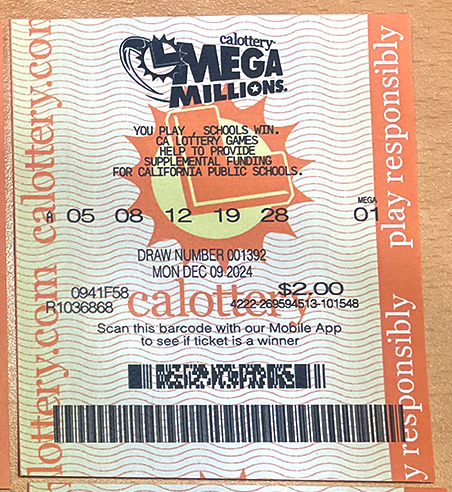 calottery
MEGA
MILLIONS.
YOU PLAY, SCHOOLS WIN.
CA LOTTERY GAMES
HELP TO PROVIDE
SUPPLEMENTAL FUNDING
FOR CALIFORNIA PUBLIC SCHOOLS.
MEGA
A 05 08 12 19 28 01
DRAW NUMBER 001392
MON DEC 09 2024
0941F58 $2.00
R1036868 4222-269594513-101548
calottery
Scan this barcode with our Mobile App
to see if ticket is a winner
lottery.com calottery.com
play responsibly
y responsibly